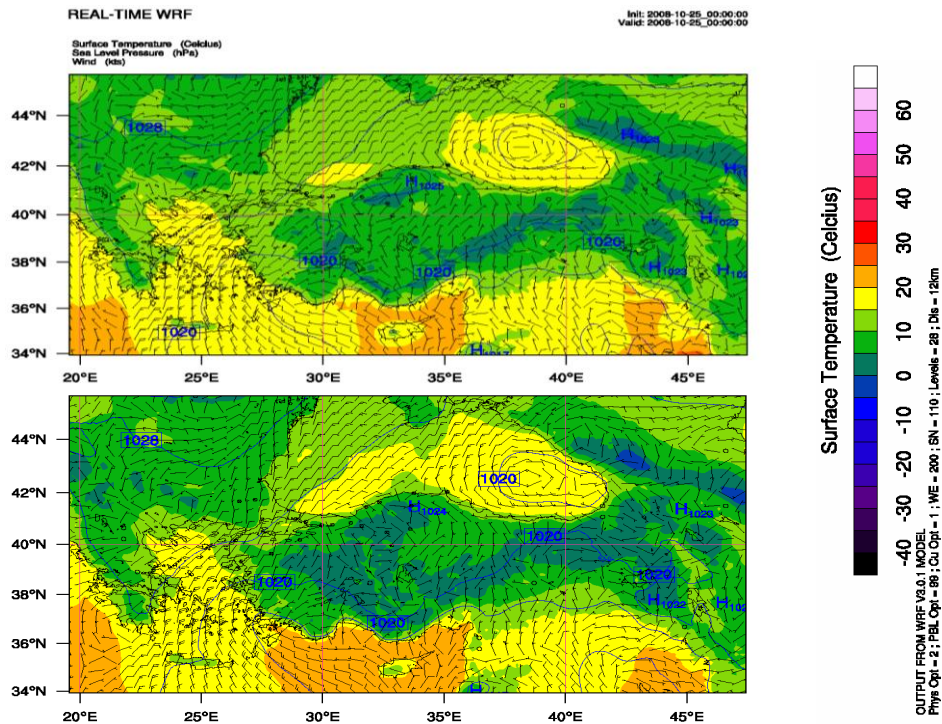 REAL-TIME WRF
Init: 2008-10-25_00:00:00
Valid: 2008-10-25_00:00:00
Surface Temperature (Celcius)
Sea Level Pressure (hPa)
Wind (kts)
44°N
42°N
40°N
38°N
36°N
34°N
1028
H1025
H1023
1020
1020
1020
H1023
1020
20°E
25°E
30°E
35°E
40°E
45°E
44°N
42°N
40°N
38°N
36°N
34°N
1028
1020
H1024
H1023
1020
1020
1020
H1022
1020
H
20°E
25°E
30°E
35°E
40°E
45°E
Surface Temperature (Celcius)
60
50
40
30
20
10
0
-10
-20
-30
-40
OUTPUT FROM WRF V3.0.1 MODEL
Phys Opt = 2 ; PBL Opt = 99 ; Cu Opt = 1 ; WE = 200 ; SN = 110 ; Levels = 28 ; Dis = 12km